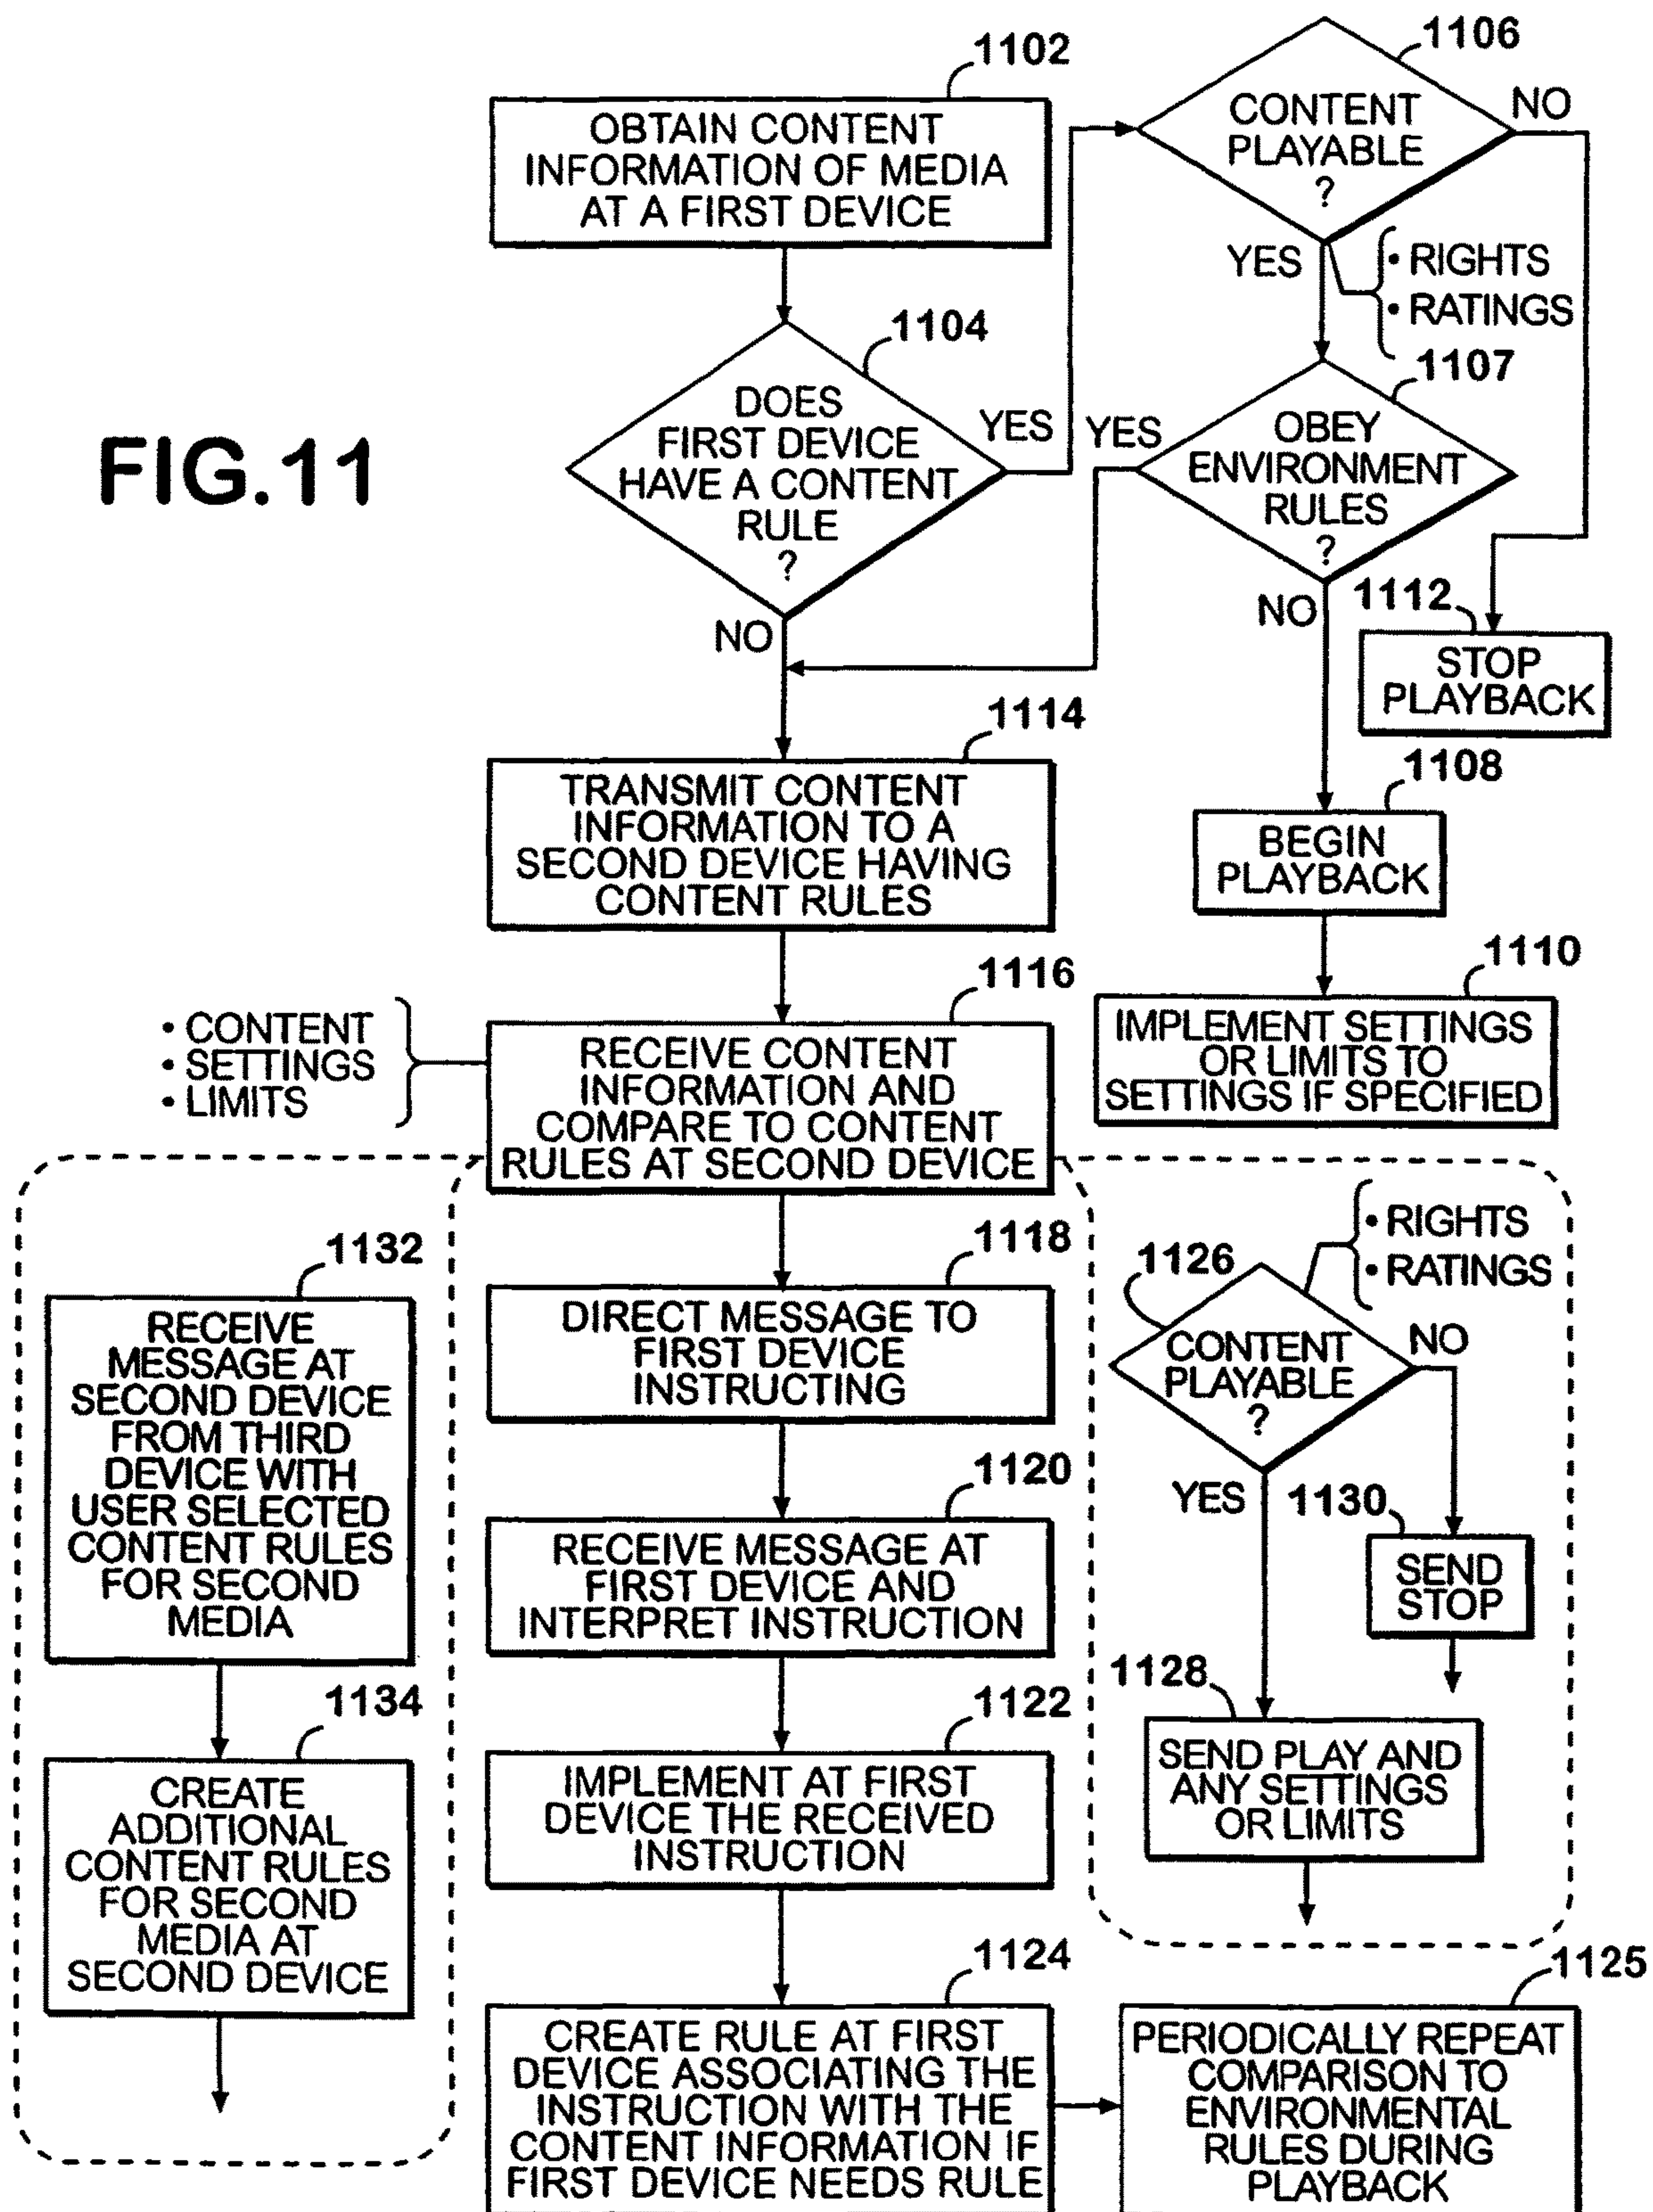 FIG.11
1102
OBTAIN CONTENT
INFORMATION OF MEDIA
AT A FIRST DEVICE
1104
DOES
FIRST DEVICE
HAVE A CONTENT
RULE
?
YES
NO
1106
CONTENT
PLAYABLE
?
NO
YES
• RIGHTS
• RATINGS
1107
OBEY
ENVIRONMENT
RULES
?
YES
NO
1112
STOP
PLAYBACK
1108
BEGIN
PLAYBACK
1110
IMPLEMENT SETTINGS
OR LIMITS TO
SETTINGS IF SPECIFIED
1114
TRANSMIT CONTENT
INFORMATION TO A
SECOND DEVICE HAVING
CONTENT RULES
1116
• CONTENT
• SETTINGS
• LIMITS
RECEIVE CONTENT
INFORMATION AND
COMPARE TO CONTENT
RULES AT SECOND DEVICE
1118
DIRECT MESSAGE TO
FIRST DEVICE
INSTRUCTING
1120
RECEIVE MESSAGE AT
FIRST DEVICE AND
INTERPRET INSTRUCTION
1122
IMPLEMENT AT FIRST
DEVICE THE RECEIVED
INSTRUCTION
1124
CREATE RULE AT FIRST
DEVICE ASSOCIATING THE
INSTRUCTION WITH THE
CONTENT INFORMATION IF
FIRST DEVICE NEEDS RULE
1125
PERIODICALLY REPEAT
COMPARISON TO
ENVIRONMENTAL
RULES DURING
PLAYBACK
1126
• RIGHTS
• RATINGS
CONTENT
PLAYABLE
?
NO
YES
1130
SEND
STOP
1128
SEND PLAY AND
ANY SETTINGS
OR LIMITS
1132
RECEIVE
MESSAGE AT
SECOND DEVICE
FROM THIRD
DEVICE WITH
USER SELECTED
CONTENT RULES
FOR SECOND
MEDIA
1134
CREATE
ADDITIONAL
CONTENT RULES
FOR SECOND
MEDIA AT
SECOND DEVICE